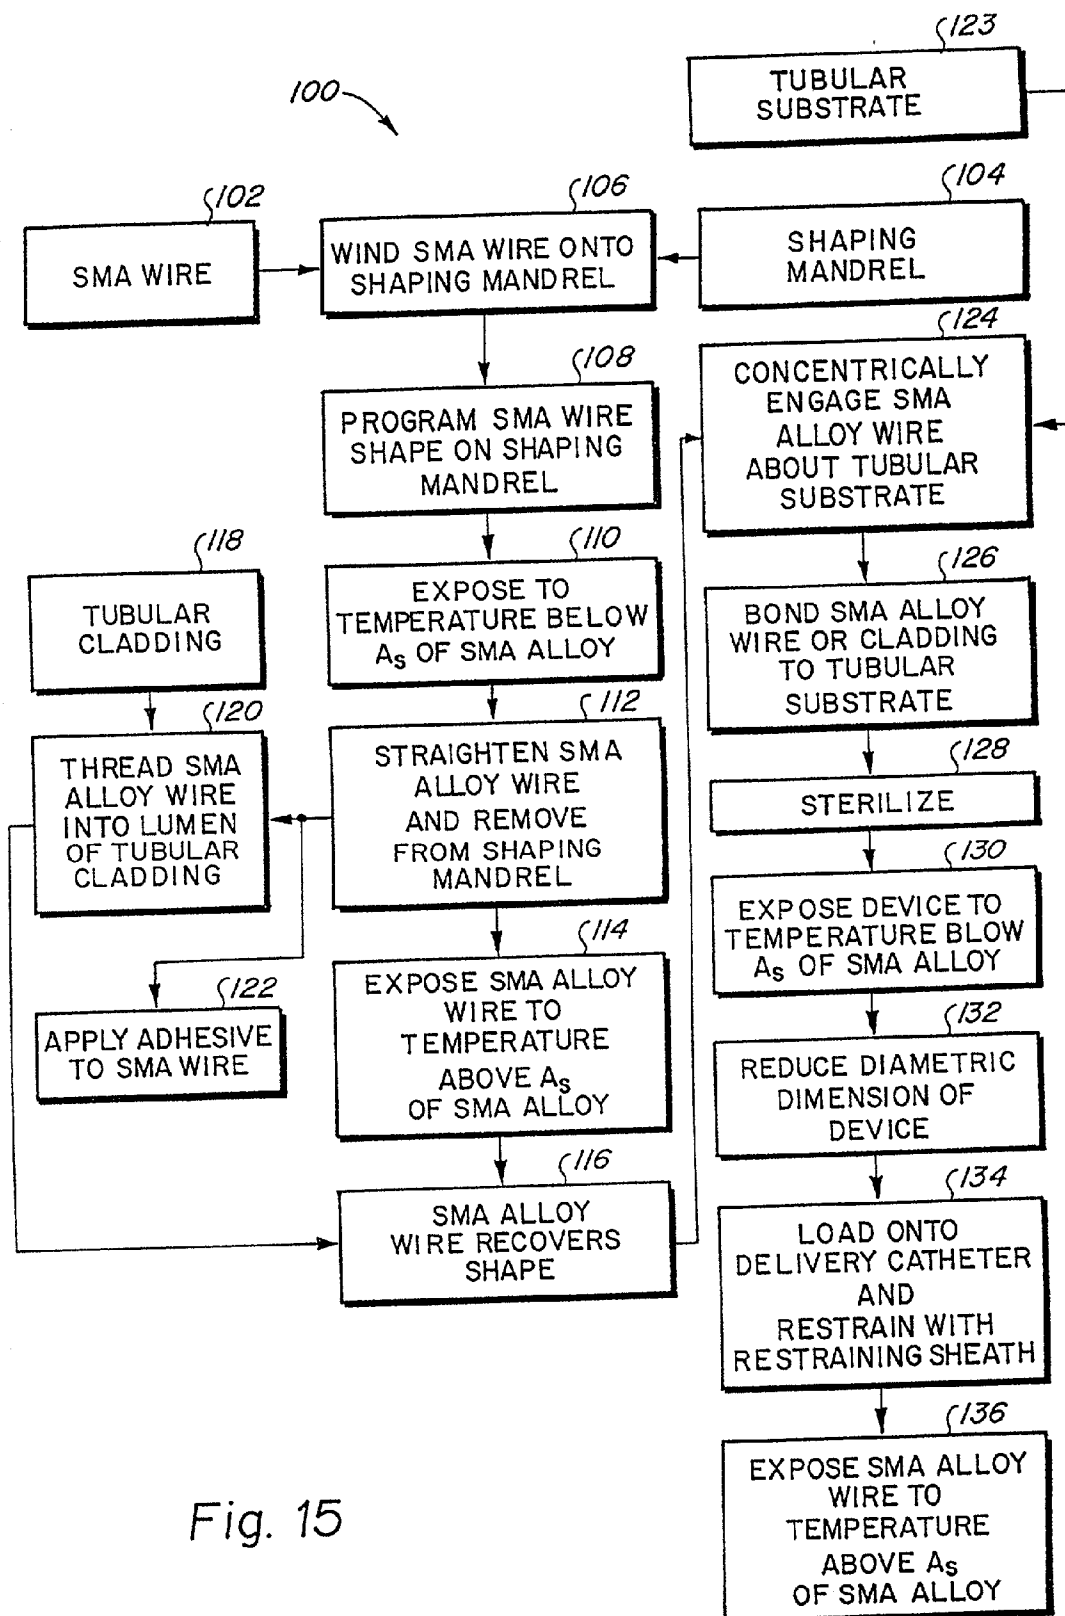 100
123
TUBULAR
SUBSTRATE
102
SMA WIRE
106
WIND SMA WIRE ONTO
SHAPING MANDREL
104
SHAPING
MANDREL
108
PROGRAM SMA WIRE
SHAPE ON SHAPING
MANDREL
110
EXPOSE TO
TEMPERATURE BELOW
As OF SMA ALLOY
118
TUBULAR
CLADDING
120
THREAD SMA
ALLOY WIRE
INTO LUMEN
OF TUBULAR
CLADDING
112
STRAIGHTEN SMA
ALLOY WIRE
AND REMOVE
FROM SHAPING
MANDREL
122
APPLY ADHESIVE
TO SMA WIRE
114
EXPOSE SMA ALLOY
WIRE TO
TEMPERATURE
ABOVE As
OF SMA ALLOY
116
SMA ALLOY
WIRE RECOVERS
SHAPE
124
CONCENTRICALLY
ENGAGE SMA
ALLOY WIRE
ABOUT TUBULAR
SUBSTRATE
126
BOND SMA ALLOY
WIRE OR CLADDING
TO TUBULAR
SUBSTRATE
128
STERILIZE
130
EXPOSE DEVICE TO
TEMPERATURE BLOW
As OF SMA ALLOY
132
REDUCE DIAMETRIC
DIMENSION OF
DEVICE
134
LOAD ONTO
DELIVERY CATHETER
AND
RESTRAIN WITH
RESTRAINING SHEATH
136
EXPOSE SMA ALLOY
WIRE TO
TEMPERATURE
ABOVE As
OF SMA ALLOY
Fig. 15